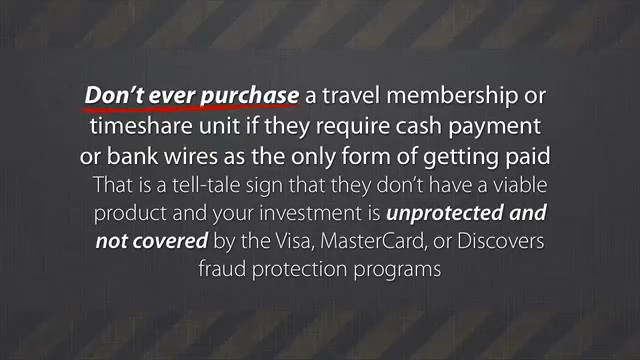 Don't ever purchase a travel membership or
timeshare unit if they require cash payment
or bank wires as the only form of getting paid
That is a tell-tale sign that they don't have a viable
product and your investment is unprotected and
not covered by the Visa, MasterCard, or Discovers
fraud protection programs